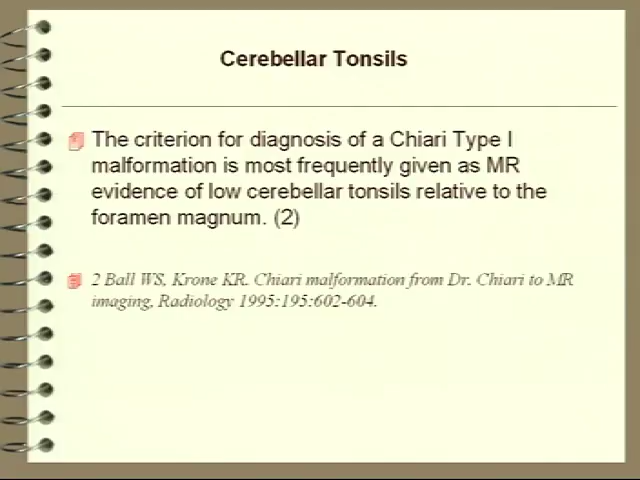 Cerebellar Tonsils
The criterion for diagnosis of a Chiari Type I
malformation is most frequently given as MR
evidence of low cerebellar tonsils relative to the
foramen magnum. (2)
2 Ball WS, Krone KR. Chiari malformation from Dr. Chiari to MR
imaging, Radiology 1995:195:602-604.